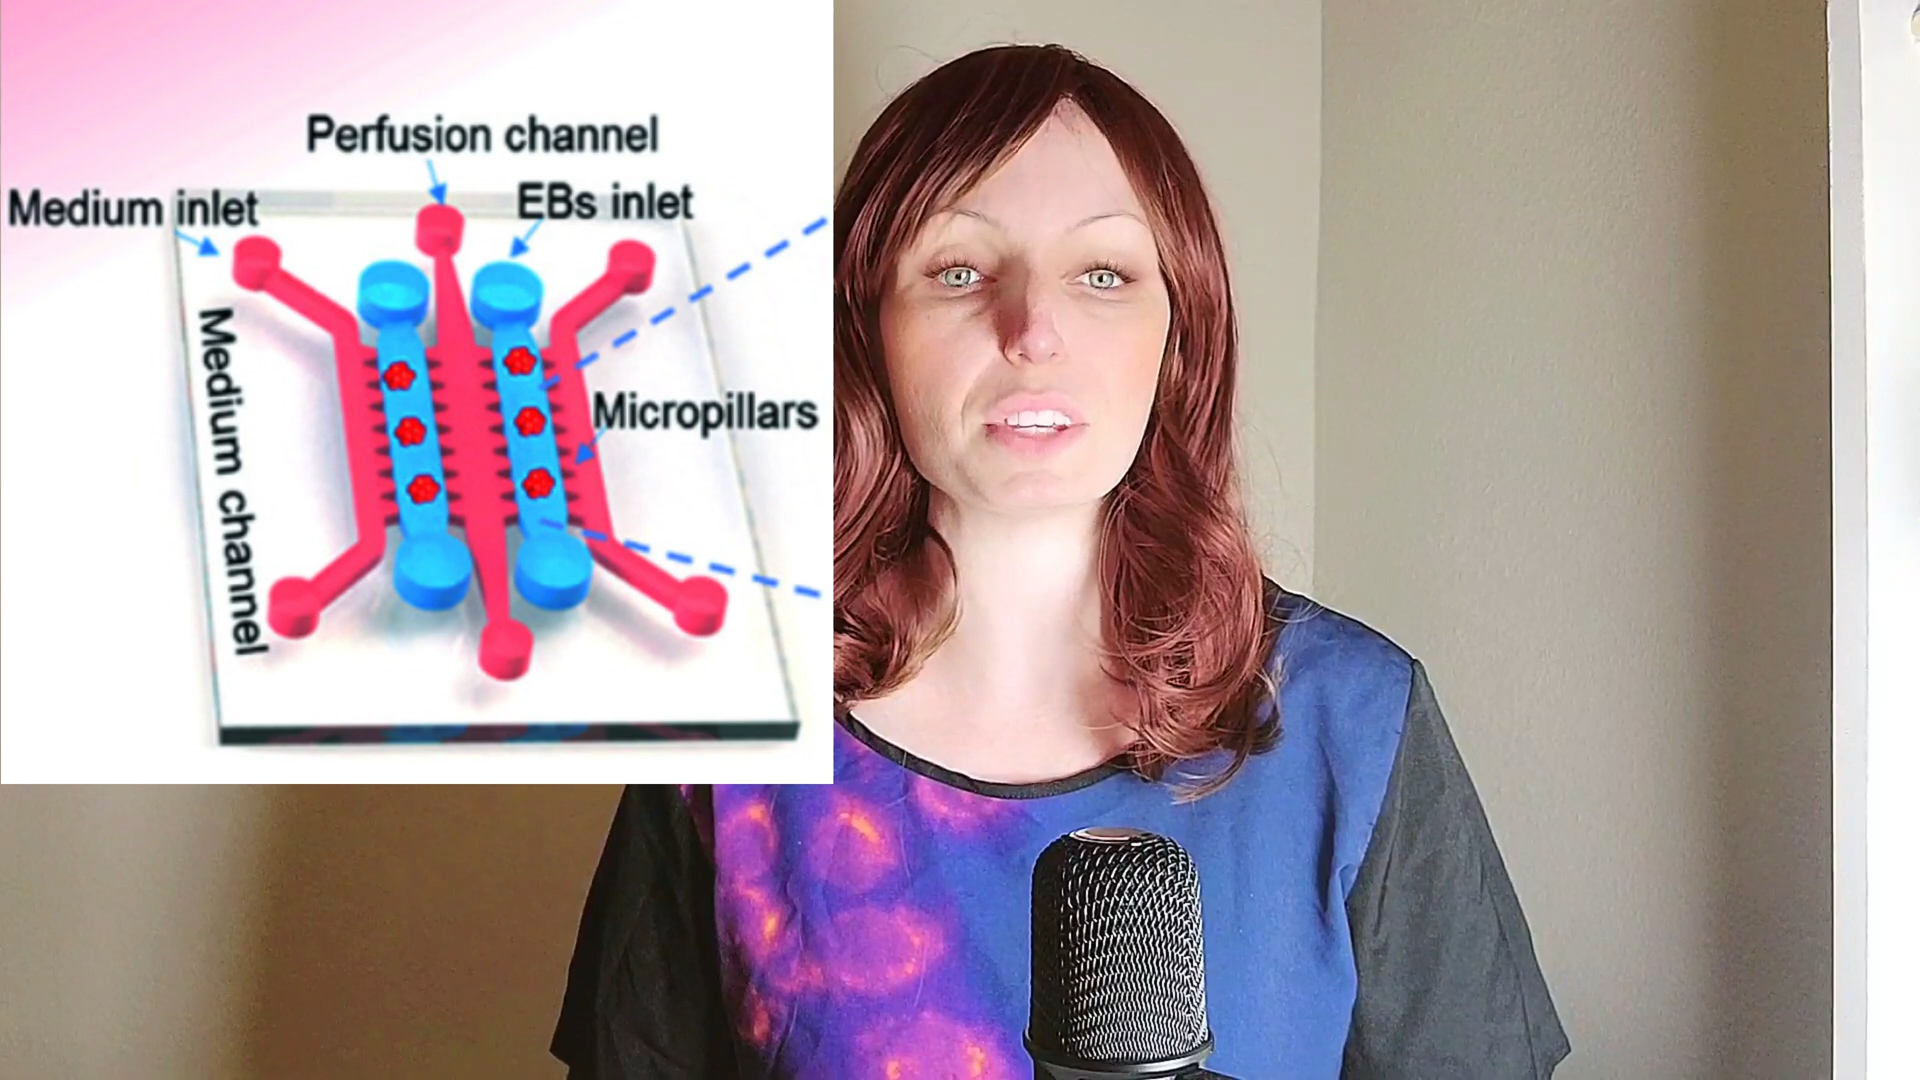 Perfusion channel
Medium inlet
EBs inlet
Micropillars
Medium channel